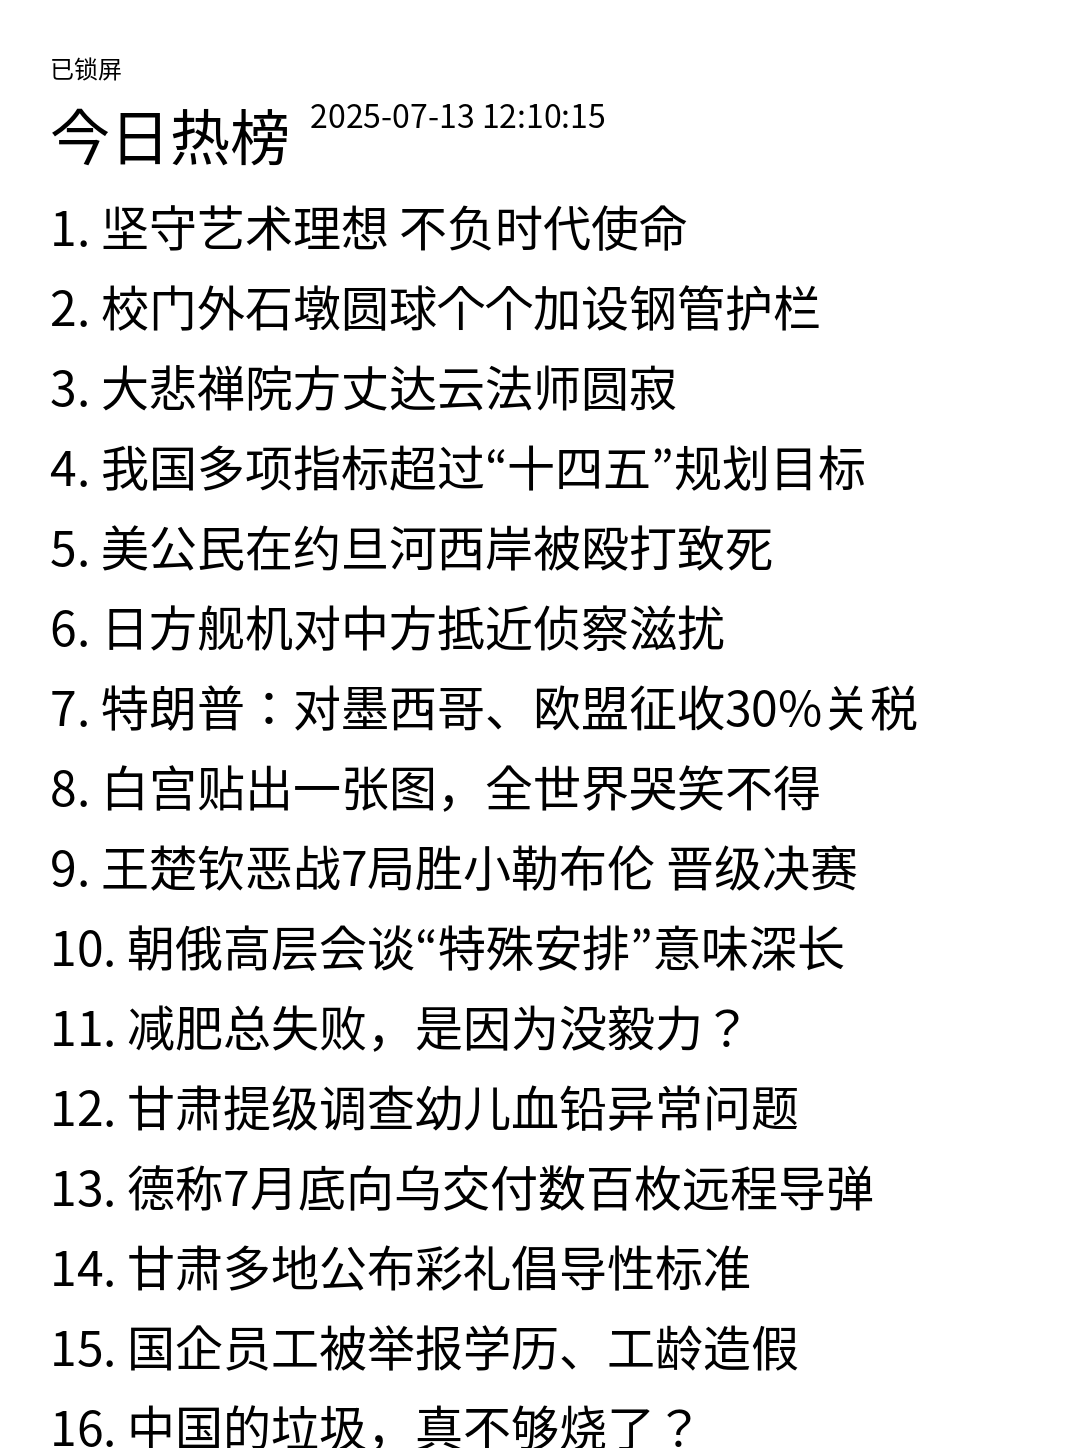 已锁屏
今日热榜 2025-07-13 12:10:15
1. 坚守艺术理想 不负时代使命
2. 校门外石墩圆球个个加设钢管护栏
3. 大悲禅院方丈达云法师圆寂
4. 我国多项指标超过“十四五”规划目标
5. 美公民在约旦河西岸被殴打致死
6. 日方舰机对中方抵近侦察滋扰
7. 特朗普：对墨西哥、欧盟征收30%关税
8. 白宫贴出一张图，全世界哭笑不得
9. 王楚钦恶战7局胜小勒布伦 晋级决赛
10. 朝俄高层会谈“特殊安排”意味深长
11. 减肥总失败，是因为没毅力？
12. 甘肃提级调查幼儿血铅异常问题
13. 德称7月底向乌交付数百枚远程导弹
14. 甘肃多地公布彩礼倡导性标准
15. 国企员工被举报学历、工龄造假
16. 中国的垃圾，真不够烧了？